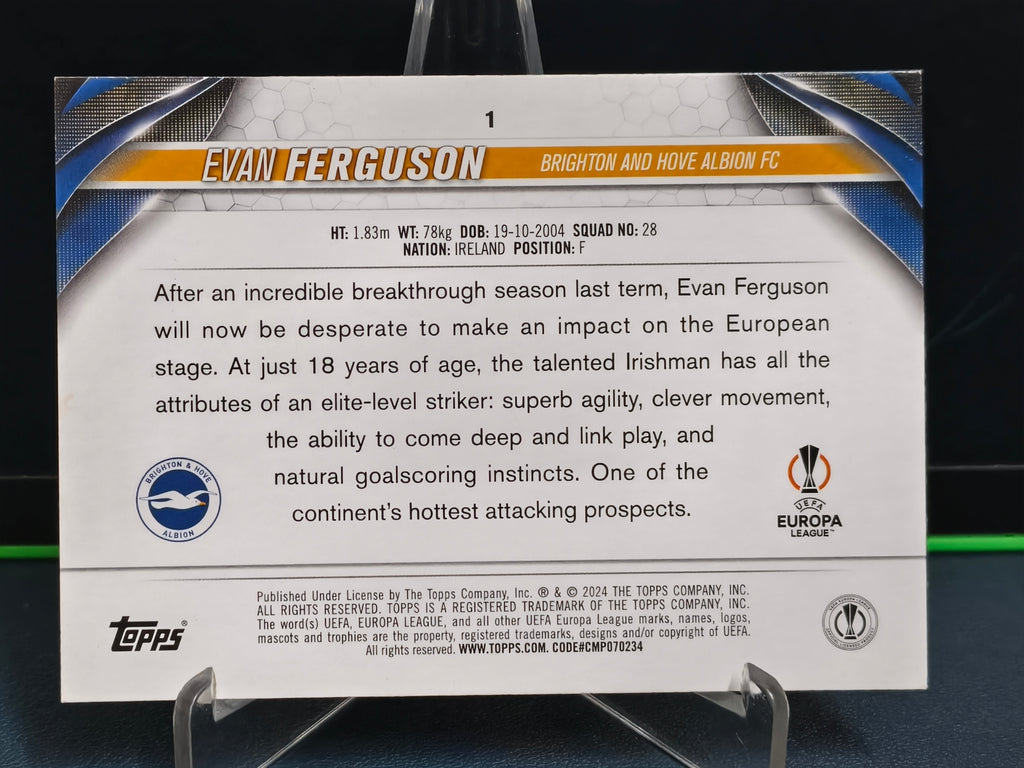 1
EVAN FERGUSON BRIGHTON AND HOVE ALBION FC
HT: 1.83m WT: 78kg DOB: 19-10-2004 SQUAD NO: 28
NATION: IRELAND POSITION: F
After an incredible breakthrough season last term, Evan Ferguson
will now be desperate to make an impact on the European
stage. At just 18 years of age, the talented Irishman has all the
attributes of an elite-level striker: superb agility, clever movement,
the ability to come deep and link play, and
natural goalscoring instincts. One of the
continent's hottest attacking prospects.
BRIGHTON & HOVE
ALBION
UEFA
EUROPA
LEAGUE™
Published Under License by The Topps Company, Inc. ® & © 2024 THE TOPPS COMPANY, INC.
ALL RIGHTS RESERVED. TOPPS IS A REGISTERED TRADEMARK OF THE TOPPS COMPANY, INC.
The word(s) UEFA, EUROPA LEAGUE, and all other UEFA Europa League marks, names, logos,
mascots and trophies are the property, registered trademarks, designs and/or copyright of UEFA.
All rights reserved. WWW.TOPPS.COM. CODE#CMP070234
Topps®